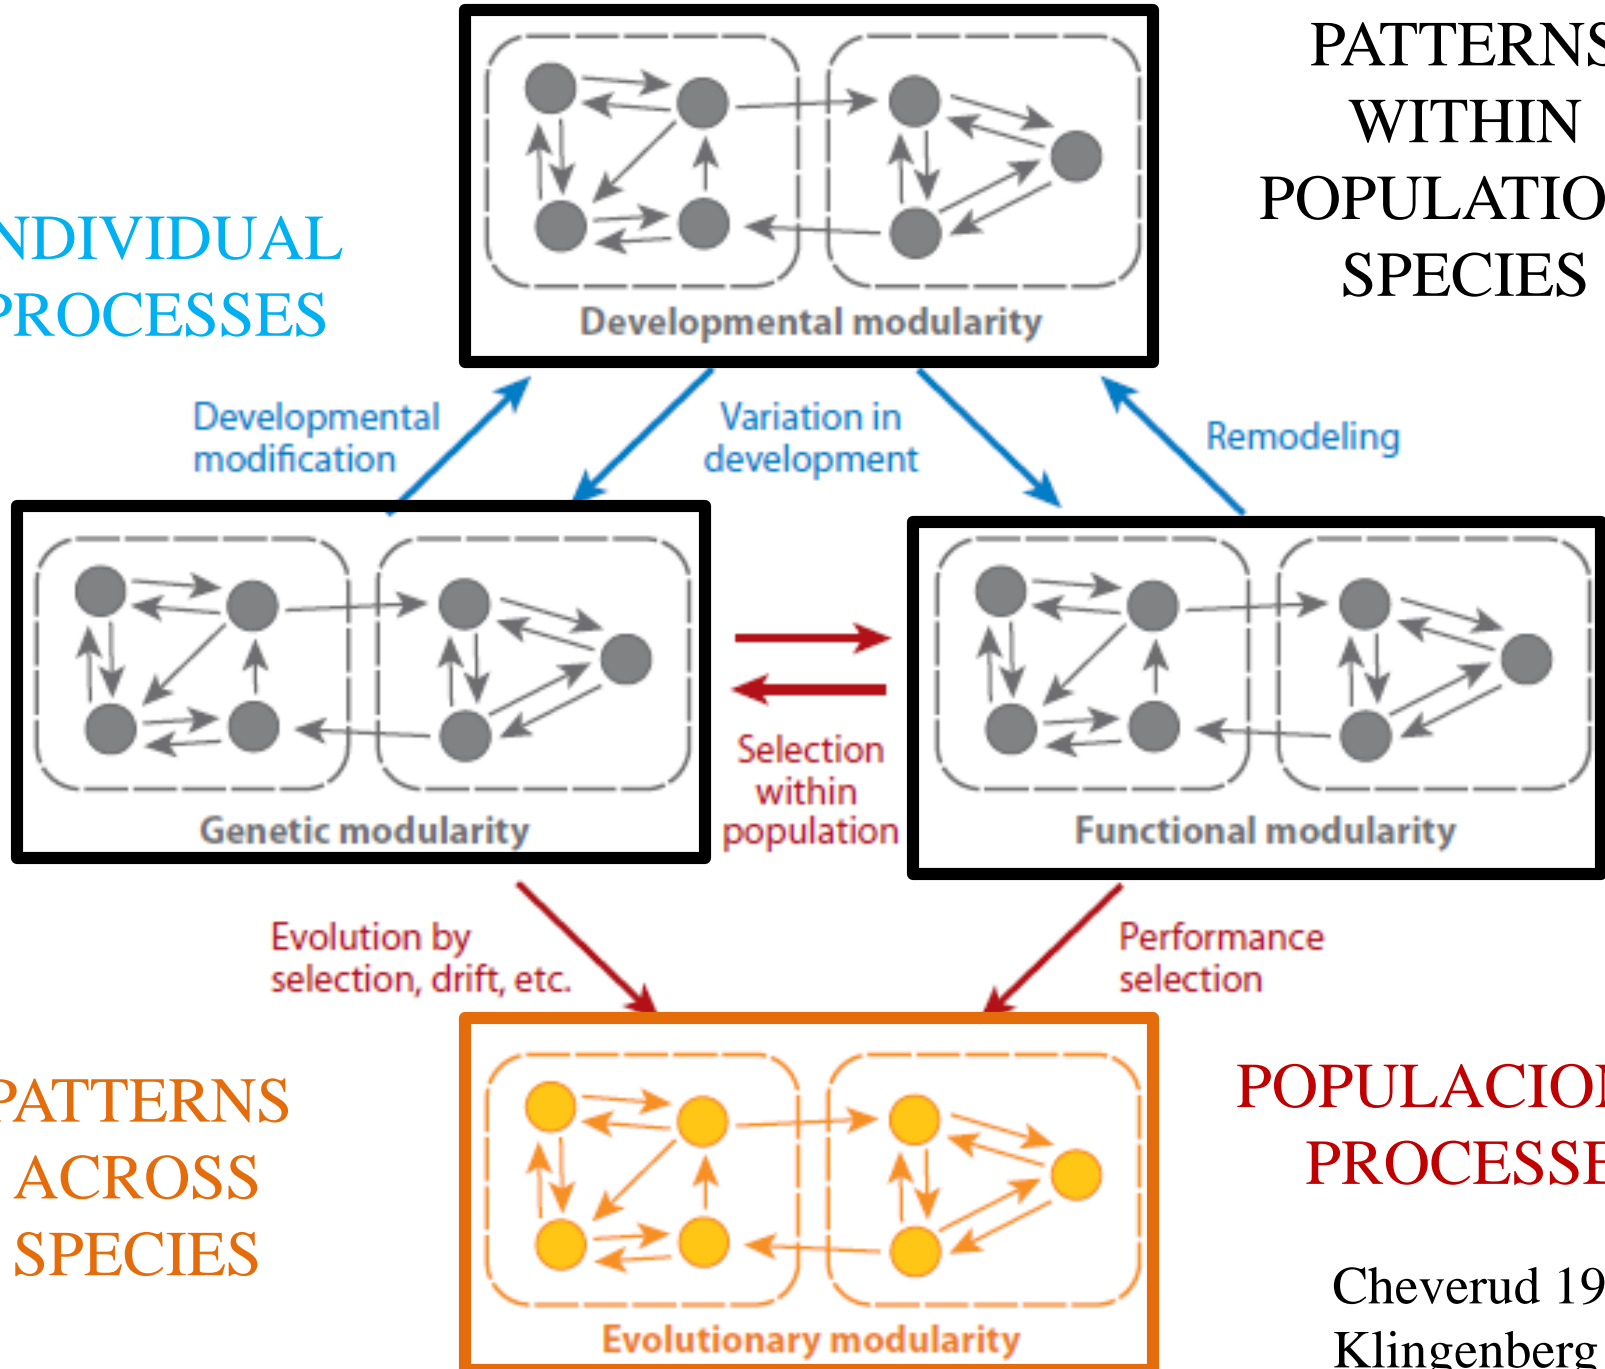 PATTERNS
WITHIN
POPULATIO
SPECIES
NDIVIDUAL
PROCESSES
Developmental modularity
Developmental
modification
Variation in
development
Remodeling
Genetic modularity
Selection
within
population
Functional modularity
Evolution by
selection, drift, etc.
Performance
selection
PATTERNS
ACROSS
SPECIES
POPULACION
PROCESSE
Evolutionary modularity
Cheverud 19
Klingenberg